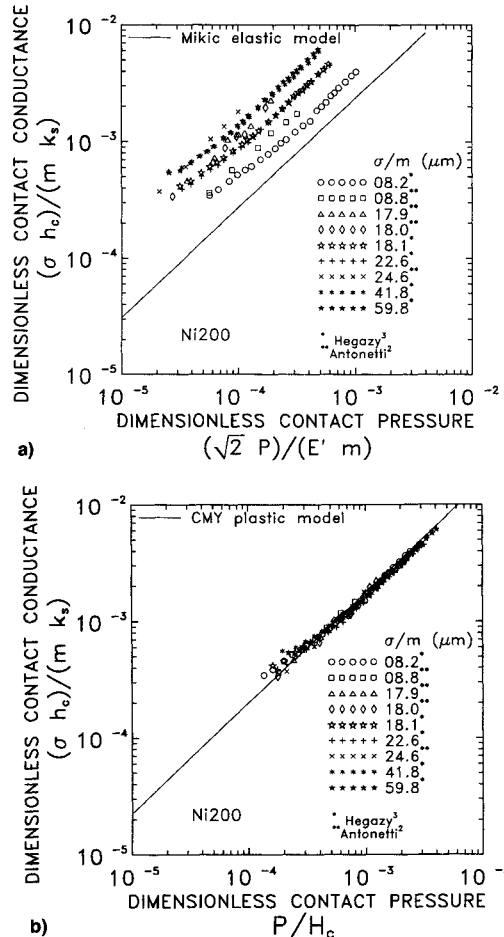 10⁻²
Mikic elastic model
DIMENSIONLESS CONTACT CONDUCTANCE
(σ h_c)/(m k_s)
10⁻³
10⁻⁴
10⁻⁵
σ/m (μm)
08.2*
08.8**
17.9**
18.0**
18.1*
22.6*
24.6**
41.8*
59.8*
* Hegazy³
** Antonetti²
Ni200
10⁻⁵ 10⁻⁴ 10⁻³ 10⁻²
DIMENSIONLESS CONTACT PRESSURE
a) (√2 P)/(E' m)
10⁻²
CMY plastic model
DIMENSIONLESS CONTACT CONDUCTANCE
(σ h_c)/(m k_s)
10⁻³
10⁻⁴
10⁻⁵
σ/m (μm)
08.2*
08.8**
17.9**
18.0**
18.1*
22.6*
24.6**
41.8*
59.8*
* Hegazy³
** Antonetti²
Ni200
10⁻⁵ 10⁻⁴ 10⁻³ 10⁻
DIMENSIONLESS CONTACT PRESSURE
b) P/H_c